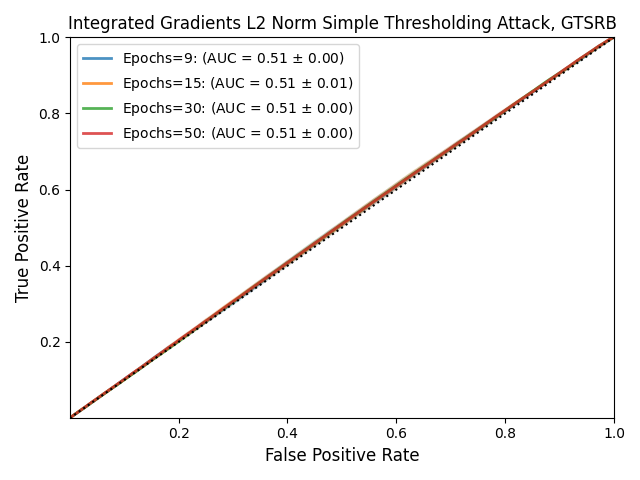 Integrated Gradients L2 Norm Simple Thresholding Attack, GTSRB
1.0
Epochs=9: (AUC = 0.51 ± 0.00)
Epochs=15: (AUC = 0.51 ± 0.01)
Epochs=30: (AUC = 0.51 ± 0.00)
Epochs=50: (AUC = 0.51 ± 0.00)
0.8
0.6
0.4
0.2
True Positive Rate
0.2 0.4 0.6 0.8 1.0
False Positive Rate